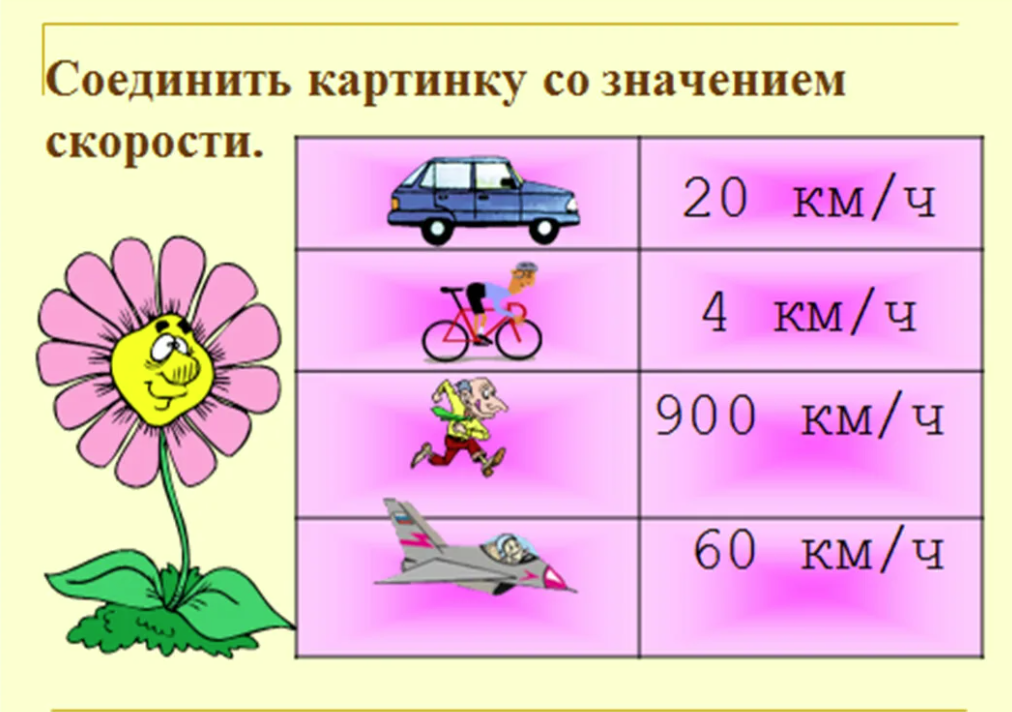 Соединить картинку со значением
скорости.
20 км/ч
4 км/ч
900 км/ч
60 км/ч